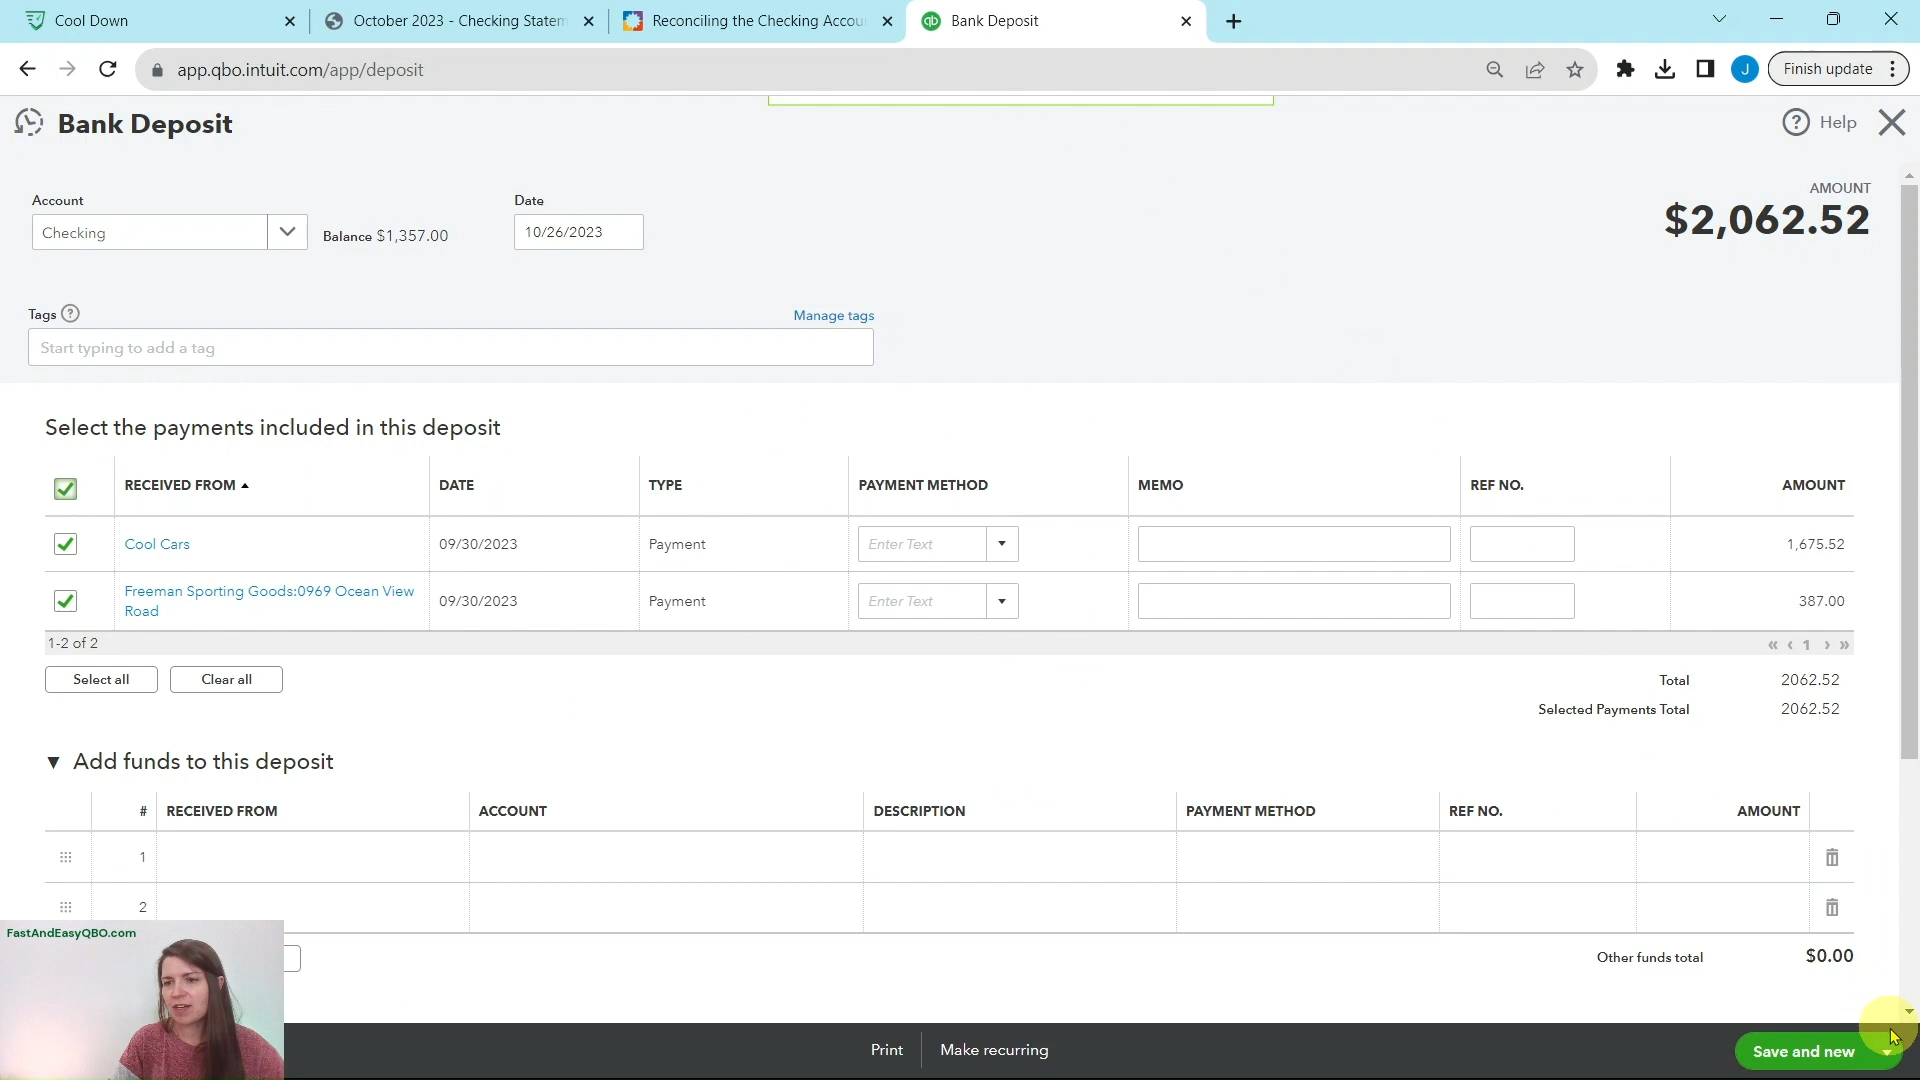 Cool Down
October 2023 - Checking Statem
Reconciling the Checking Accou
Bank Deposit
app.qbo.intuit.com/app/deposit
J
Finish update
Bank Deposit
Help
Account
Date
AMOUNT
Checking
Balance $1,357.00
10/26/2023
$2,062.52
Tags
Manage tags
Start typing to add a tag
Select the payments included in this deposit
RECEIVED FROM DATE TYPE PAYMENT METHOD MEMO REF NO. AMOUNT
Cool Cars 09/30/2023 Payment Enter Text 1,675.52
Freeman Sporting Goods:0969 Ocean View
Road
09/30/2023 Payment Enter Text 387.00
1-2 of 2
« ‹ 1 › »
Select all Clear all
Total 2062.52
Selected Payments Total 2062.52
Add funds to this deposit
# RECEIVED FROM ACCOUNT DESCRIPTION PAYMENT METHOD REF NO. AMOUNT
1
2
FastAndEasyQBO.com
Other funds total $0.00
Print Make recurring Save and new